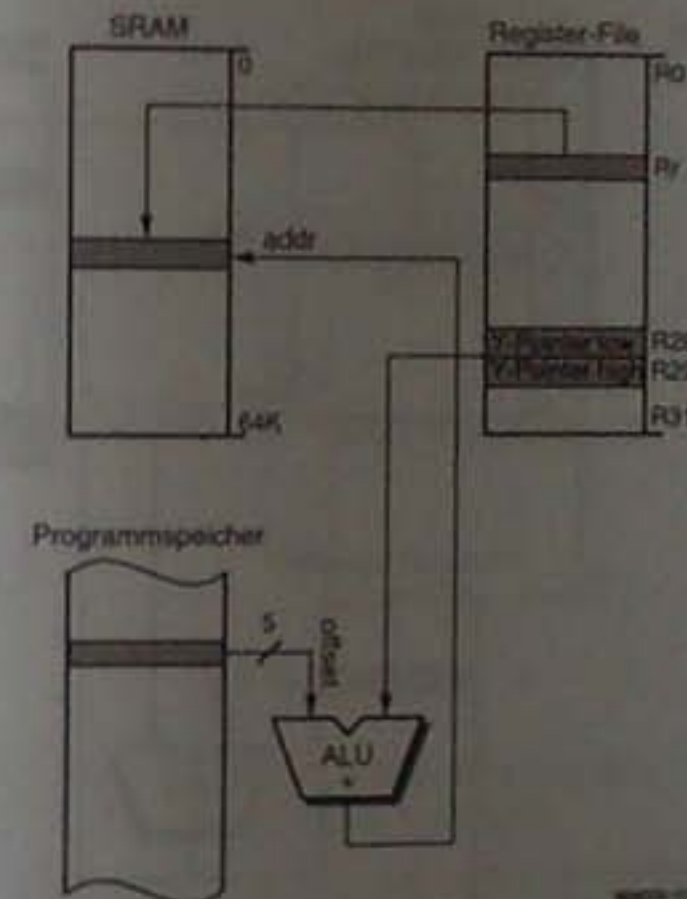 SRAM
Register-File
0
R0
Rr
addr
Y-Pointer low
R28
Y-Pointer high
R29
64K
R31
Programmspeicher
5
offset
ALU
+